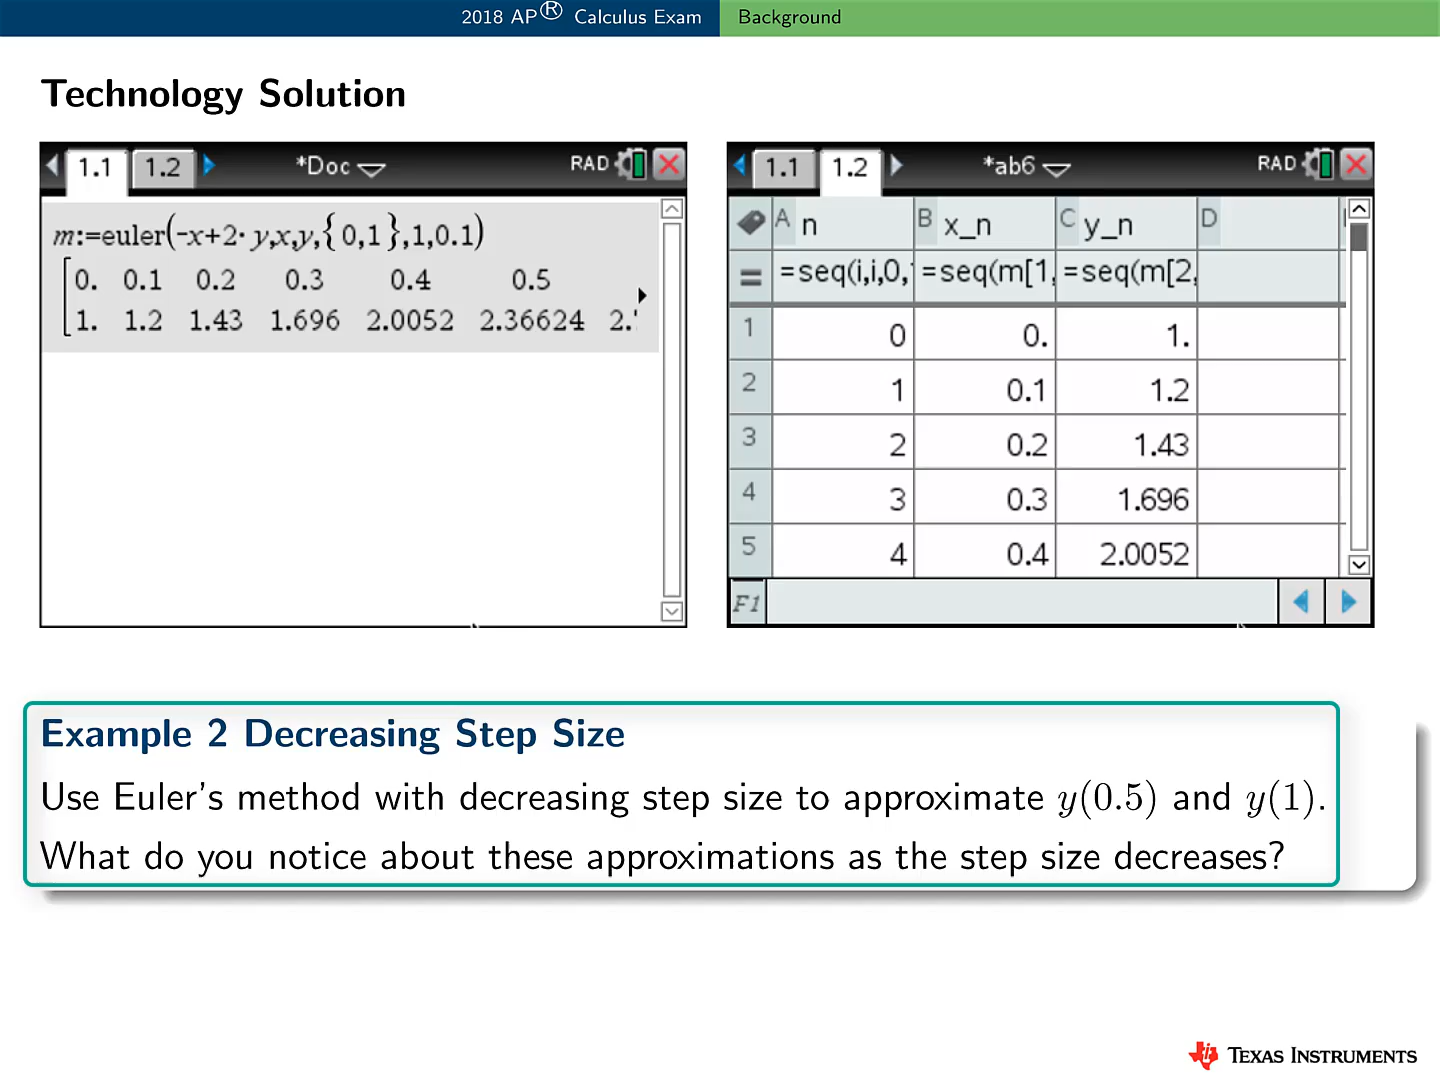 2018 AP® Calculus Exam Background
Technology Solution
1.1 1.2 *Doc RAD
m:=euler(-x+2·y,x,y,{0,1},1,0.1)
0. 0.1 0.2 0.3 0.4 0.5
1. 1.2 1.43 1.696 2.0052 2.36624 2.
1.1 1.2 *ab6 RAD
A n B x_n C y_n D
= =seq(i,i,0, =seq(m[1, =seq(m[2,
1 0 0. 1.
2 1 0.1 1.2
3 2 0.2 1.43
4 3 0.3 1.696
5 4 0.4 2.0052
F1
Example 2 Decreasing Step Size
Use Euler's method with decreasing step size to approximate y(0.5) and y(1).
What do you notice about these approximations as the step size decreases?
TEXAS INSTRUMENTS